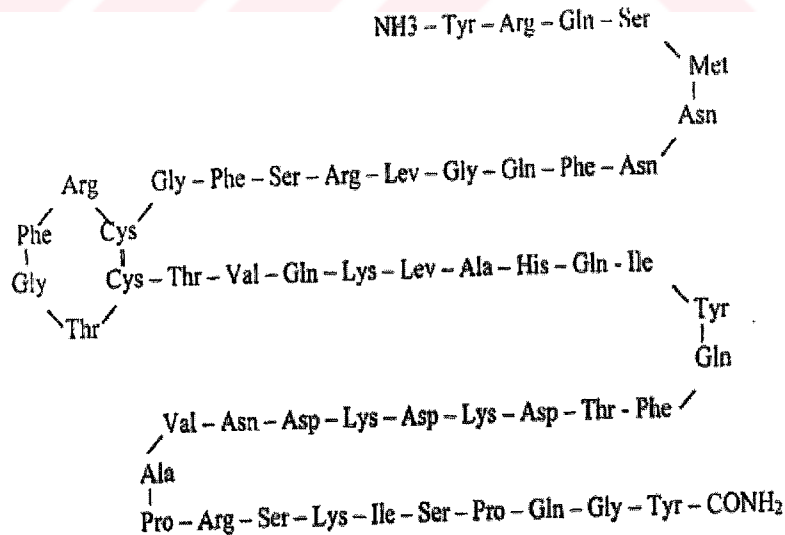 NH3 – Tyr – Arg – Gln – Ser
Met
Asn
Gly – Phe – Ser – Arg – Lev – Gly – Gln – Phe – Asn
Arg
Phe
Cys
Gly
Cys – Thr – Val – Gln – Lys – Lev – Ala – His – Gln - Ile
Thr
Tyr
Gln
Val – Asn – Asp – Lys – Asp – Lys – Asp – Thr - Phe
Ala
Pro – Arg – Ser – Lys – Ile – Ser – Pro – Gln – Gly – Tyr – CONH₂